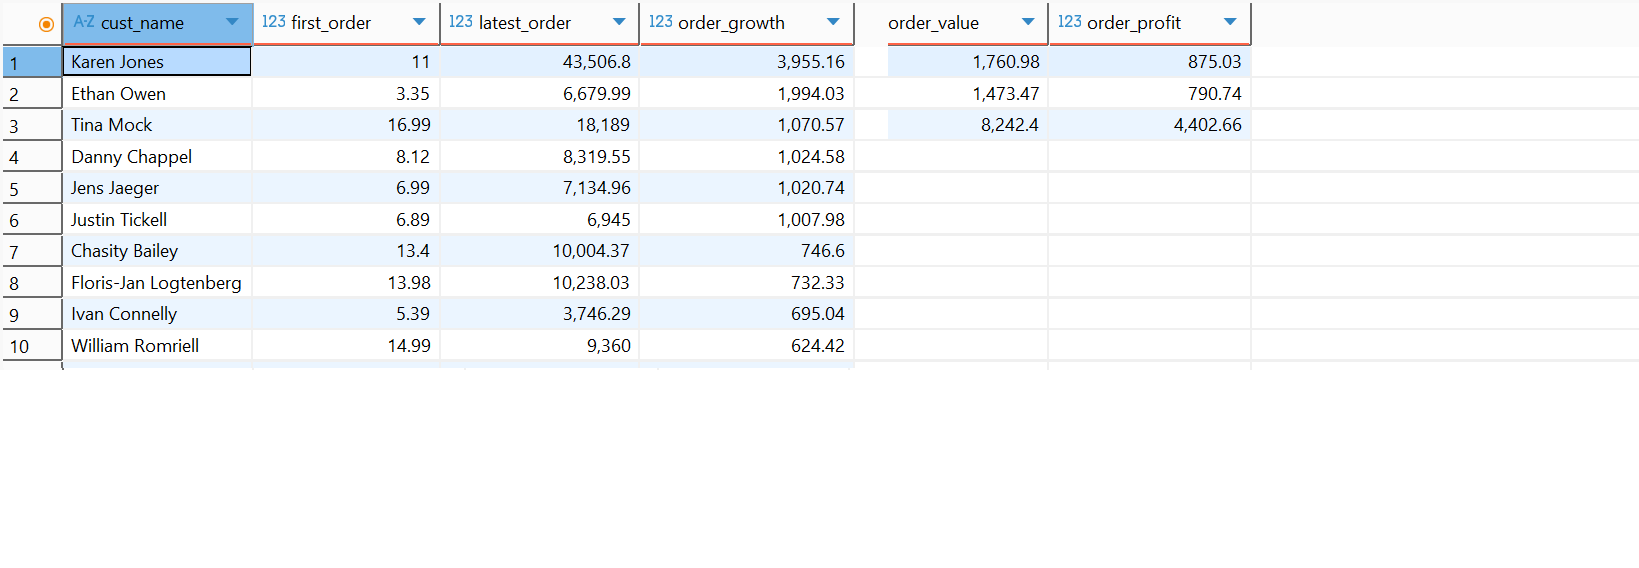 A-Z cust_name 123 first_order 123 latest_order 123 order_growth order_value 123 order_profit
1 Karen Jones 11 43,506.8 3,955.16 1,760.98 875.03
2 Ethan Owen 3.35 6,679.99 1,994.03 1,473.47 790.74
3 Tina Mock 16.99 18,189 1,070.57 8,242.4 4,402.66
4 Danny Chappel 8.12 8,319.55 1,024.58
5 Jens Jaeger 6.99 7,134.96 1,020.74
6 Justin Tickell 6.89 6,945 1,007.98
7 Chasity Bailey 13.4 10,004.37 746.6
8 Floris-Jan Logtenberg 13.98 10,238.03 732.33
9 Ivan Connelly 5.39 3,746.29 695.04
10 William Romriell 14.99 9,360 624.42